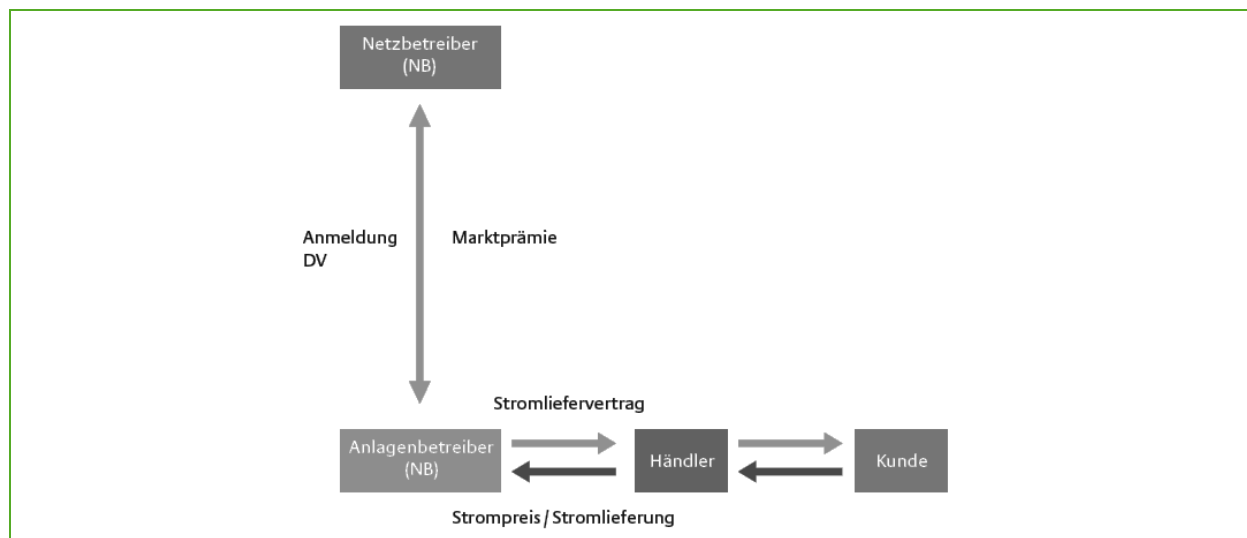 Netzbetreiber
(NB)
Anmeldung
DV
Marktprämie
Stromliefervertrag
Anlagenbetreiber
(NB)
Händler
Kunde
Strompreis / Stromlieferung